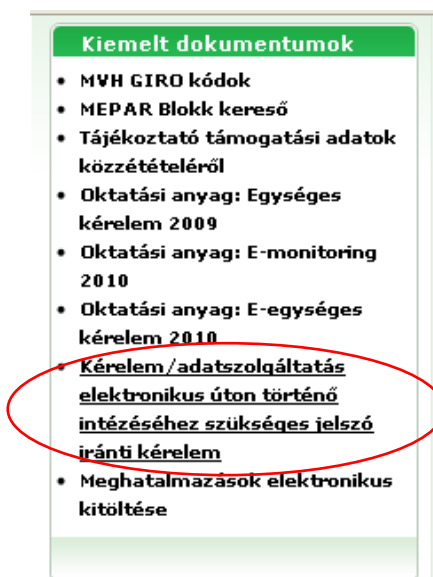 Kiemelt dokumentumok
• MVH GIRO kódok
• MEPAR Blokk kereső
• Tájékoztató támogatási adatok
közzétételéről
• Oktatási anyag: Egységes
kérelem 2009
• Oktatási anyag: E-monitoring
2010
• Oktatási anyag: E-egységes
kérelem 2010
• Kérelem/adatszolgáltatás
elektronikus úton történő
intézéséhez szükséges jelszó
iránti kérelem
• Meghatalmazások elektronikus
kitöltése